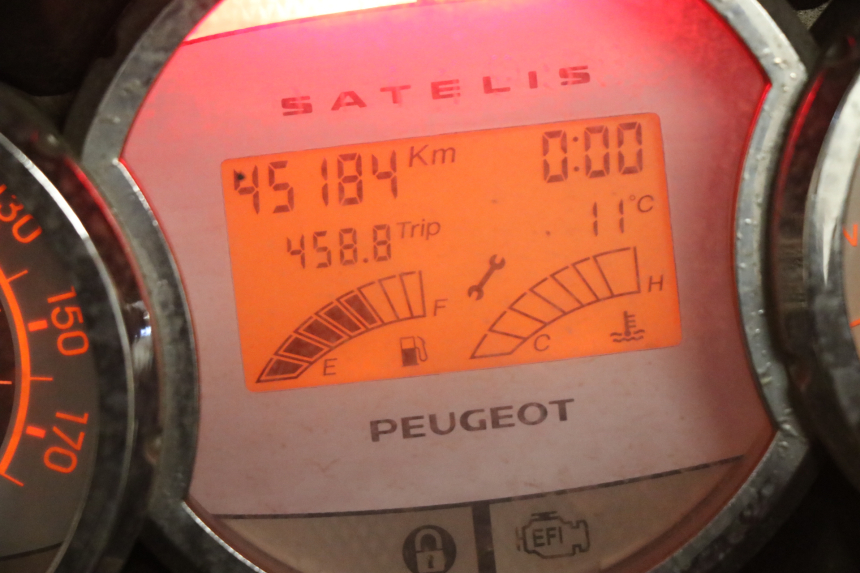 SATELIS
45184 Km 0:00
458.8 Trip 11°C
F H
E C
PEUGEOT
EFI
130
150
170